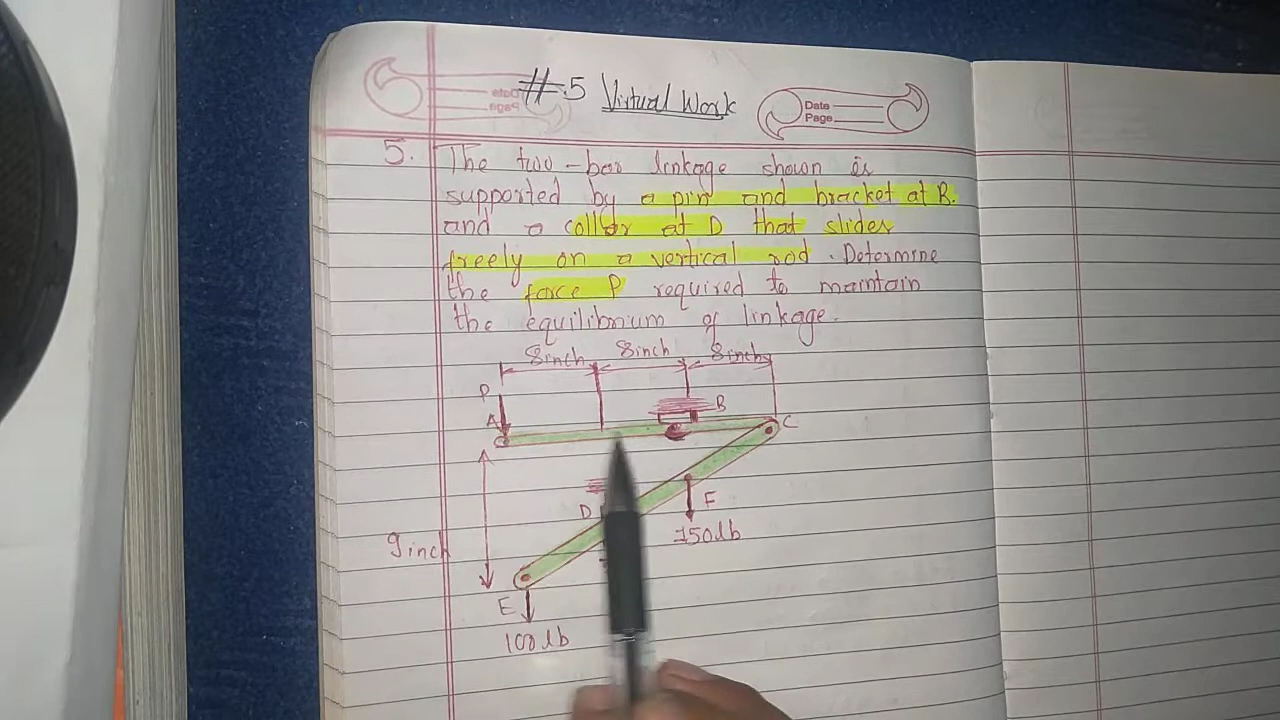 #.5 Virtual Work
Date
Page
5. The two-bar linkage shown is
supported by a pin and bracket at B.
and a collar at D that slides
freely on a vertical rod. Determine
the force P required to maintain
the equilibrium of linkage.
8inch 8inch 8inch
P
A B C
D F
9inch 150lb
E
100lb